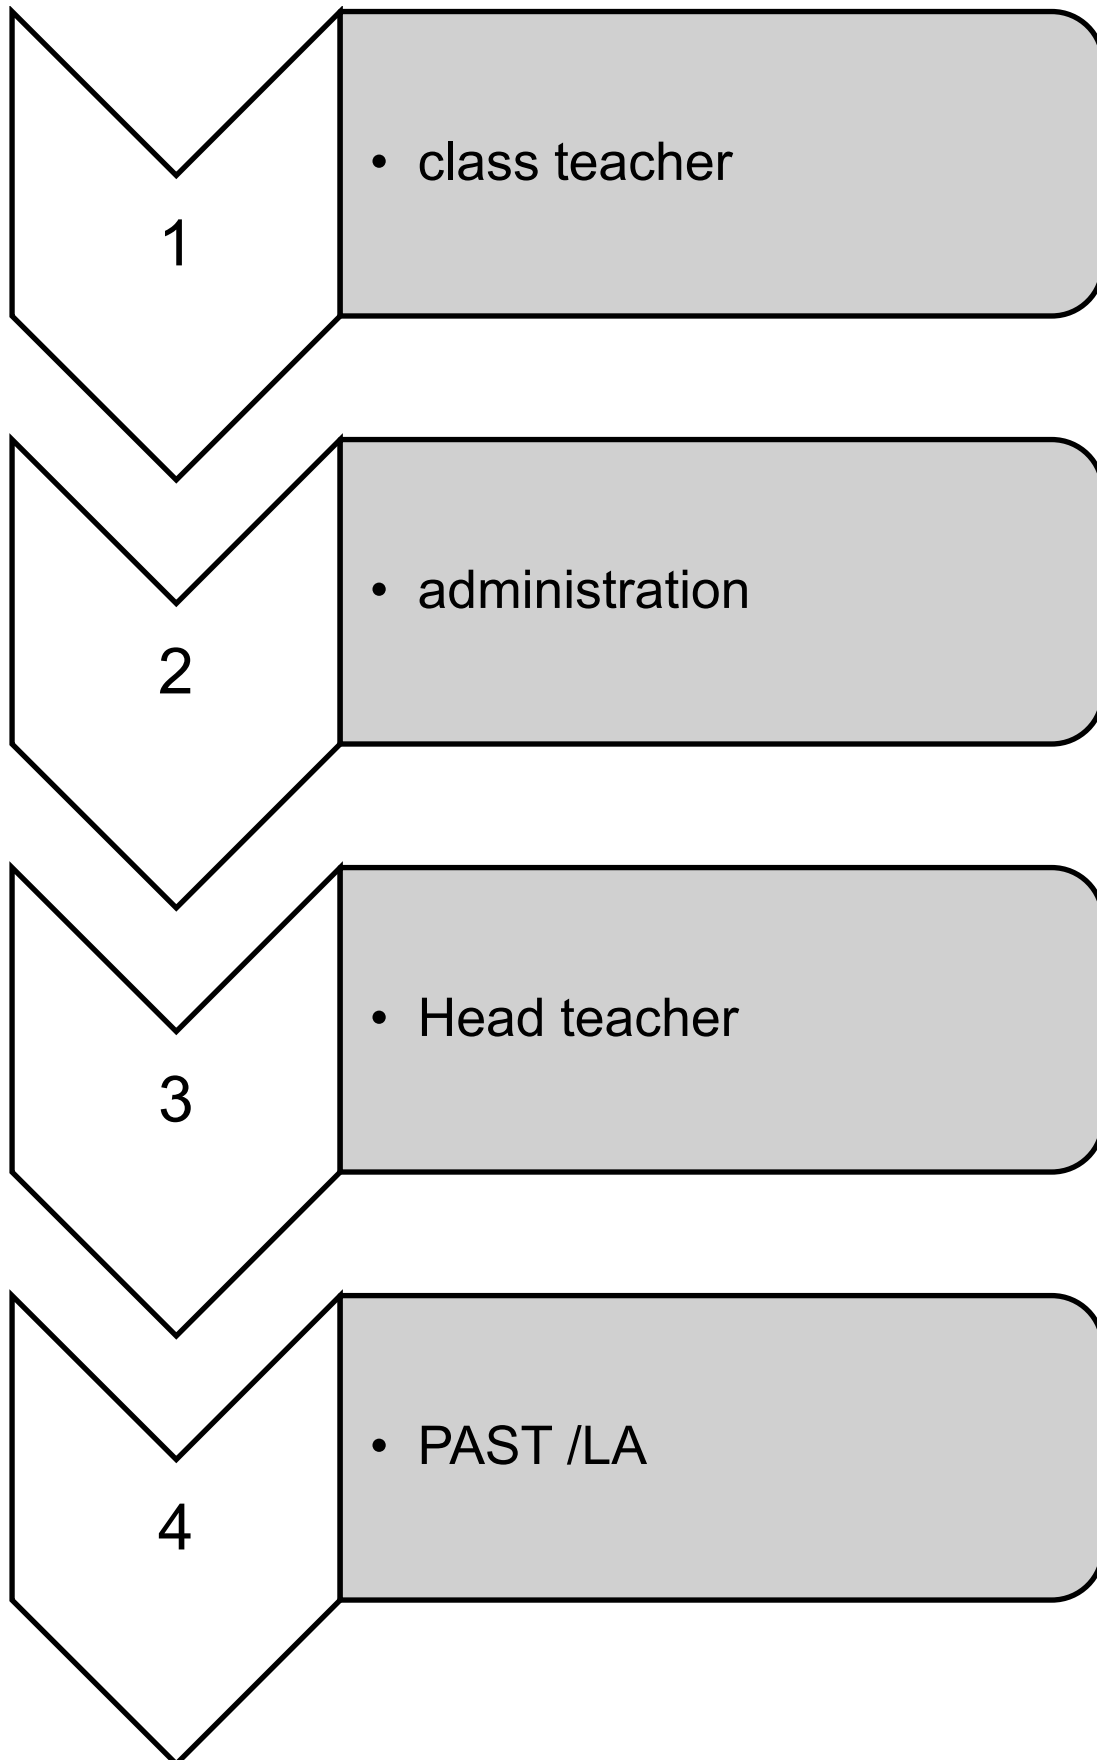 1
• class teacher
2
• administration
3
• Head teacher
4
• PAST /LA